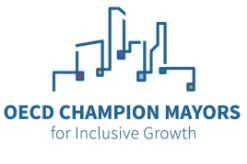 OECD CHAMPION MAYORS
for Inclusive Growth